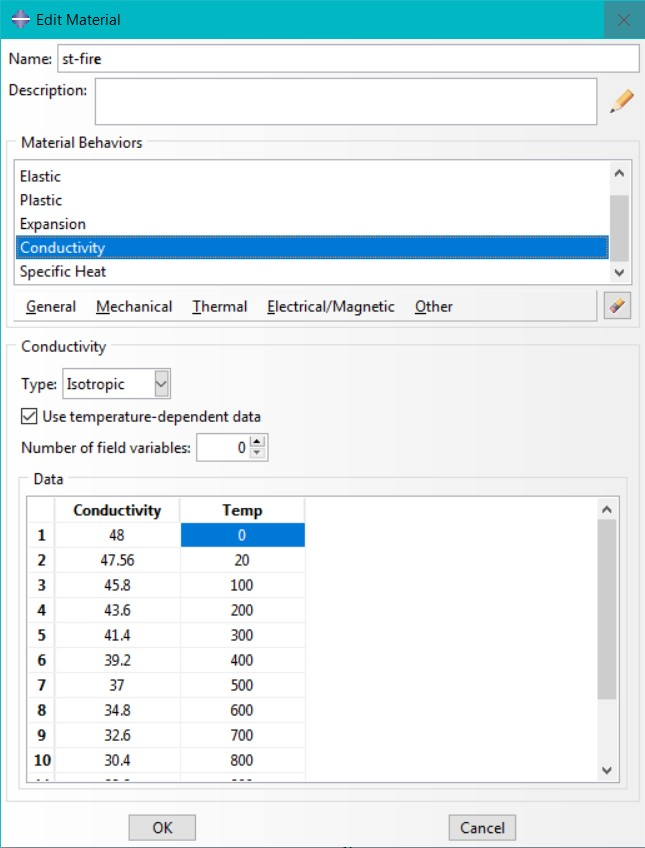 Edit Material
Name: st-fire
Description:
Material Behaviors
Elastic
Plastic
Expansion
Conductivity
Specific Heat
General Mechanical Thermal Electrical/Magnetic Other
Conductivity
Type: Isotropic
Use temperature-dependent data
Number of field variables: 0
Data
Conductivity Temp
1 48 0
2 47.56 20
3 45.8 100
4 43.6 200
5 41.4 300
6 39.2 400
7 37 500
8 34.8 600
9 32.6 700
10 30.4 800
OK Cancel